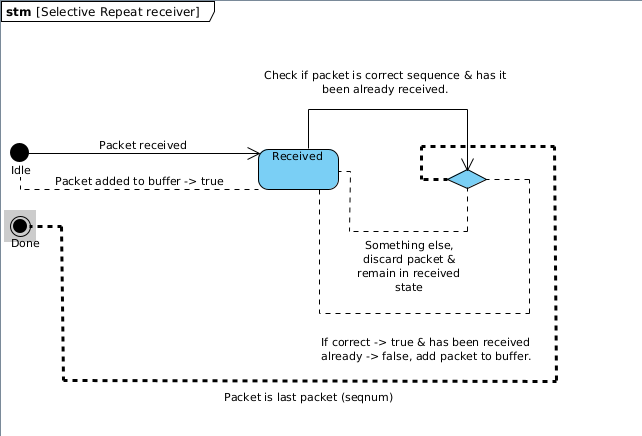 stm [Selective Repeat receiver]
Check if packet is correct sequence & has it
been already received.
Packet received
Received
Idle
Packet added to buffer -> true
Done
Something else,
discard packet &
remain in received
state
If correct -> true & has been received
already -> false, add packet to buffer.
Packet is last packet (seqnum)